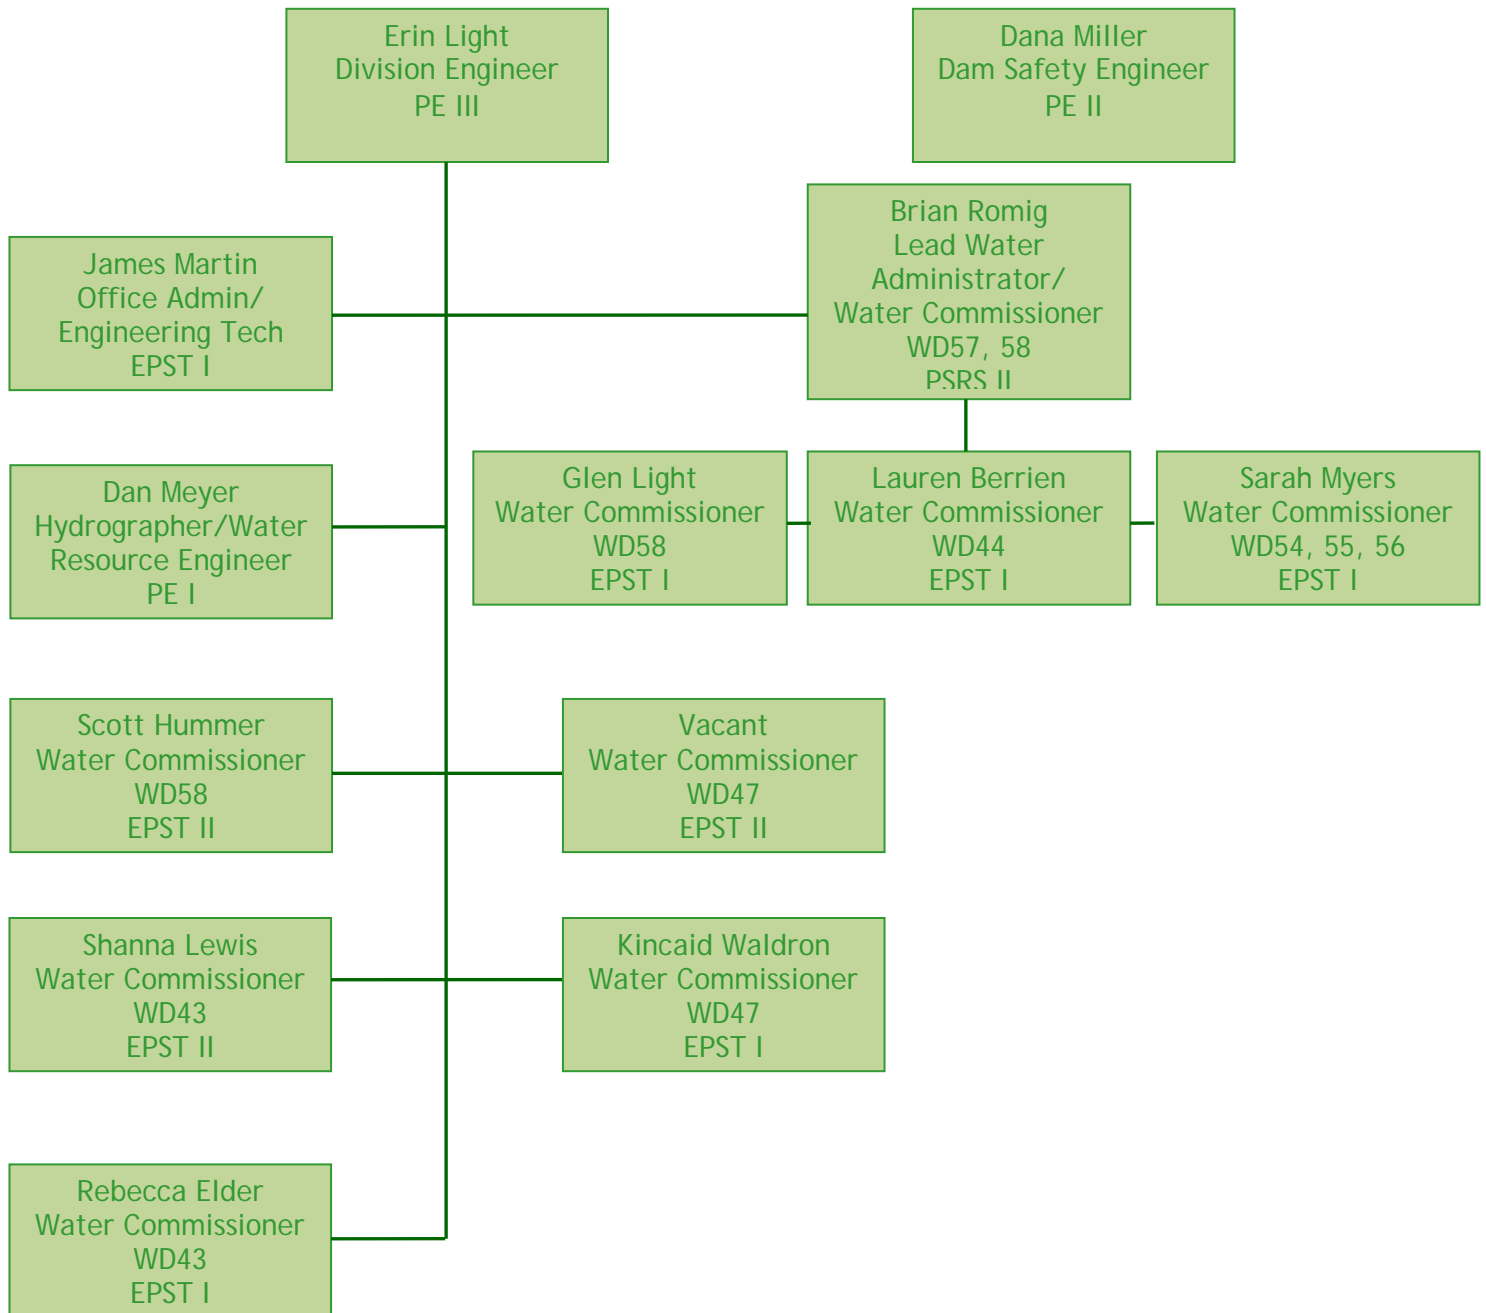 Erin Light
Division Engineer
PE III
Dana Miller
Dam Safety Engineer
PE II
James Martin
Office Admin/
Engineering Tech
EPST I
Brian Romig
Lead Water
Administrator/
Water Commissioner
WD57, 58
PSRS II
Dan Meyer
Hydrographer/Water
Resource Engineer
PE I
Glen Light
Water Commissioner
WD58
EPST I
Lauren Berrien
Water Commissioner
WD44
EPST I
Sarah Myers
Water Commissioner
WD54, 55, 56
EPST I
Scott Hummer
Water Commissioner
WD58
EPST II
Vacant
Water Commissioner
WD47
EPST II
Shanna Lewis
Water Commissioner
WD43
EPST II
Kincaid Waldron
Water Commissioner
WD47
EPST I
Rebecca Elder
Water Commissioner
WD43
EPST I